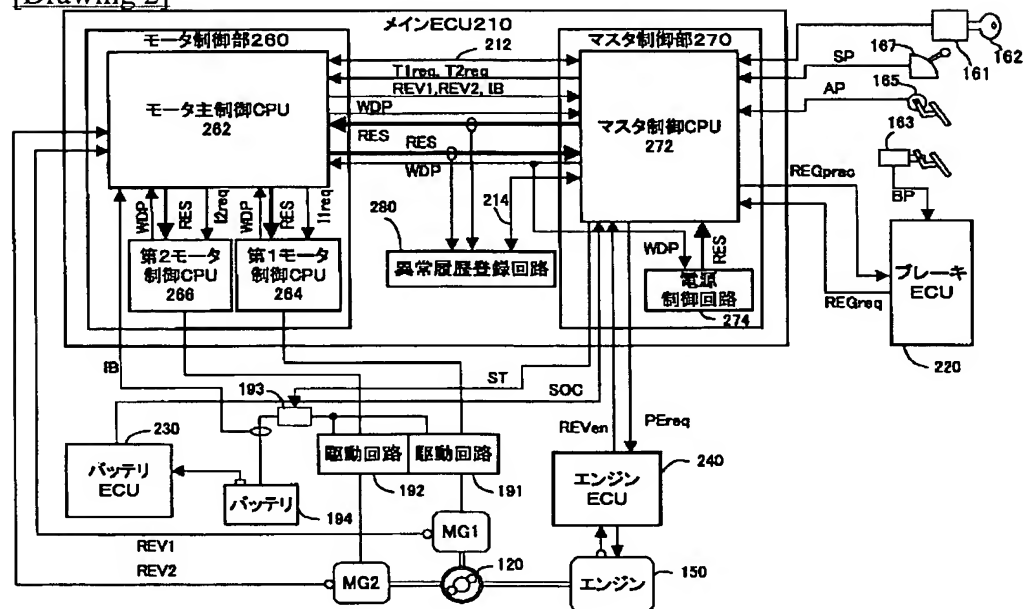 [Drawing 2]
メインECU210
モータ制御部260
モータ主制御CPU
262
WDP
RES
I2req
WDP
RES
I1req
第2モータ
制御CPU
266
第1モータ
制御CPU
264
212
T1req, T2req
REV1,REV2, IB
WDP
RES
RES
WDP
214
280
異常履歴登録回路
マスタ制御部270
マスタ制御CPU
272
WDP
RES
電源
制御回路
274
161
162
SP
167
AP
165
163
BP
REGprac
REGreq
ブレーキ
ECU
220
IB
193
ST
SOC
230
バッテリ
ECU
バッテリ
194
駆動回路
192
駆動回路
191
REVen
PEreq
240
エンジン
ECU
REV1
REV2
MG1
MG2
120
エンジン
150